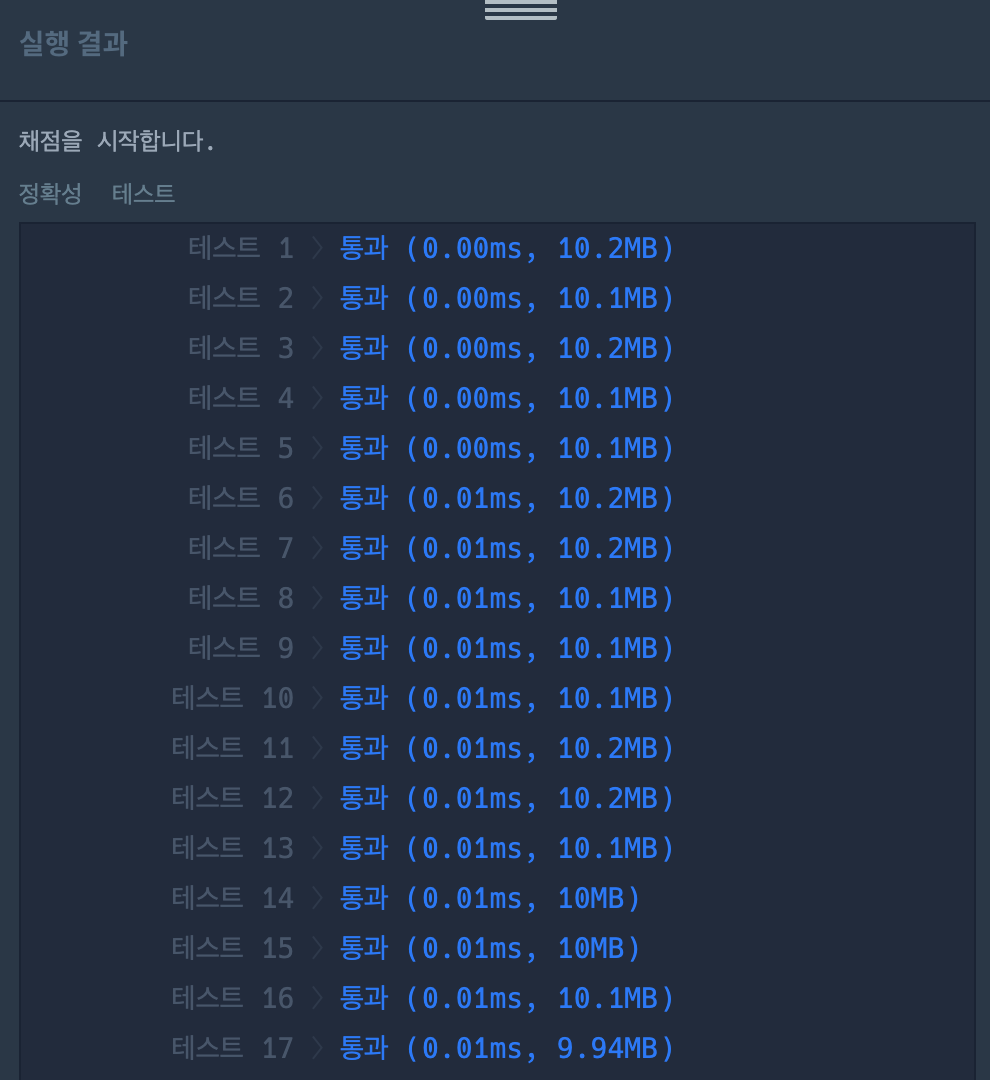 실행 결과
채점을 시작합니다.
정확성 테스트
테스트 1 〉 통과 (0.00ms, 10.2MB)
테스트 2 〉 통과 (0.00ms, 10.1MB)
테스트 3 〉 통과 (0.00ms, 10.2MB)
테스트 4 〉 통과 (0.00ms, 10.1MB)
테스트 5 〉 통과 (0.00ms, 10.1MB)
테스트 6 〉 통과 (0.01ms, 10.2MB)
테스트 7 〉 통과 (0.01ms, 10.2MB)
테스트 8 〉 통과 (0.01ms, 10.1MB)
테스트 9 〉 통과 (0.01ms, 10.1MB)
테스트 10 〉 통과 (0.01ms, 10.1MB)
테스트 11 〉 통과 (0.01ms, 10.2MB)
테스트 12 〉 통과 (0.01ms, 10.2MB)
테스트 13 〉 통과 (0.01ms, 10.1MB)
테스트 14 〉 통과 (0.01ms, 10MB)
테스트 15 〉 통과 (0.01ms, 10MB)
테스트 16 〉 통과 (0.01ms, 10.1MB)
테스트 17 〉 통과 (0.01ms, 9.94MB)